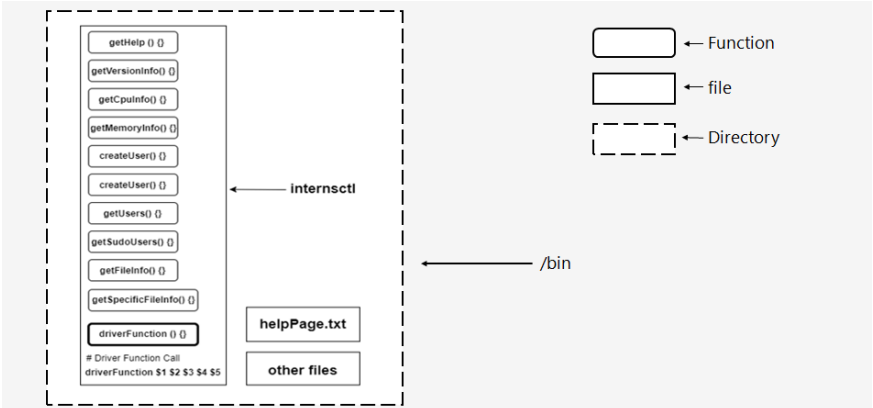 getHelp () {}
getVersionInfo() {}
getCpuInfo() {}
getMemoryInfo() {}
createUser() {}
createUser() {}
getUsers() {}
getSudoUsers() {}
getFileInfo() {}
getSpecificFileInfo() {}
driverFunction () {}
# Driver Function Call
driverFunction $1 $2 $3 $4 $5
internsctl
helpPage.txt
other files
/bin
Function
file
Directory